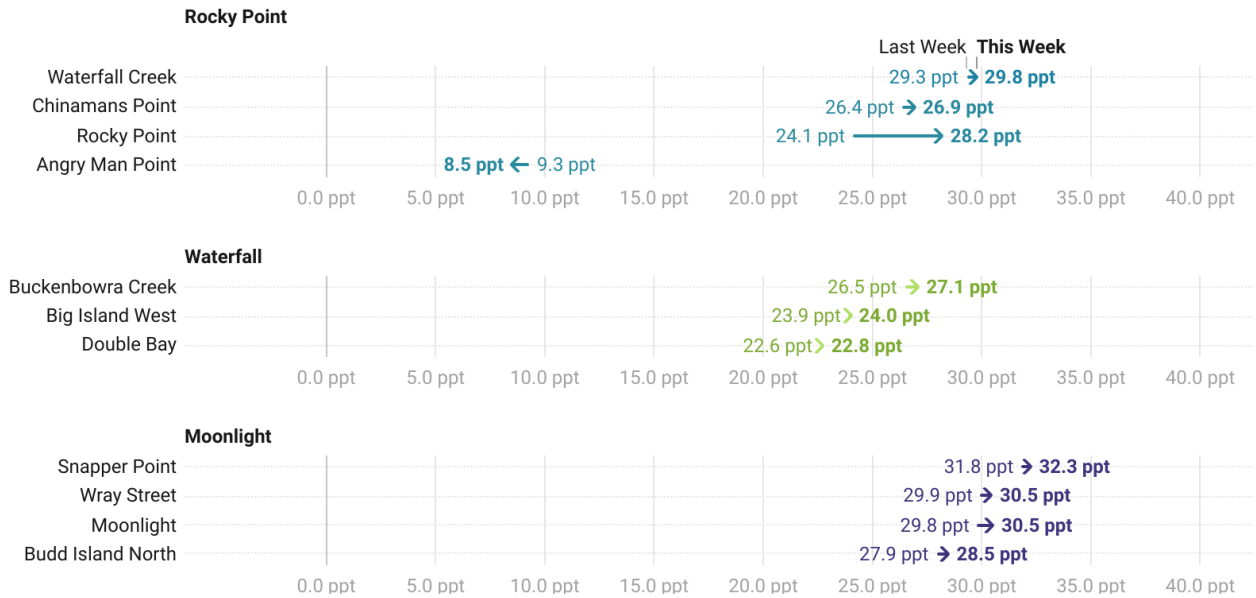 Rocky Point
Last Week This Week
Waterfall Creek 29.3 ppt 29.8 ppt
Chinamans Point 26.4 ppt 26.9 ppt
Rocky Point 24.1 ppt 28.2 ppt
Angry Man Point 8.5 ppt 9.3 ppt
0.0 ppt 5.0 ppt 10.0 ppt 15.0 ppt 20.0 ppt 25.0 ppt 30.0 ppt 35.0 ppt 40.0 ppt
Waterfall
Buckenbowra Creek 26.5 ppt 27.1 ppt
Big Island West 23.9 ppt 24.0 ppt
Double Bay 22.6 ppt 22.8 ppt
0.0 ppt 5.0 ppt 10.0 ppt 15.0 ppt 20.0 ppt 25.0 ppt 30.0 ppt 35.0 ppt 40.0 ppt
Moonlight
Snapper Point 31.8 ppt 32.3 ppt
Wray Street 29.9 ppt 30.5 ppt
Moonlight 29.8 ppt 30.5 ppt
Budd Island North 27.9 ppt 28.5 ppt
0.0 ppt 5.0 ppt 10.0 ppt 15.0 ppt 20.0 ppt 25.0 ppt 30.0 ppt 35.0 ppt 40.0 ppt